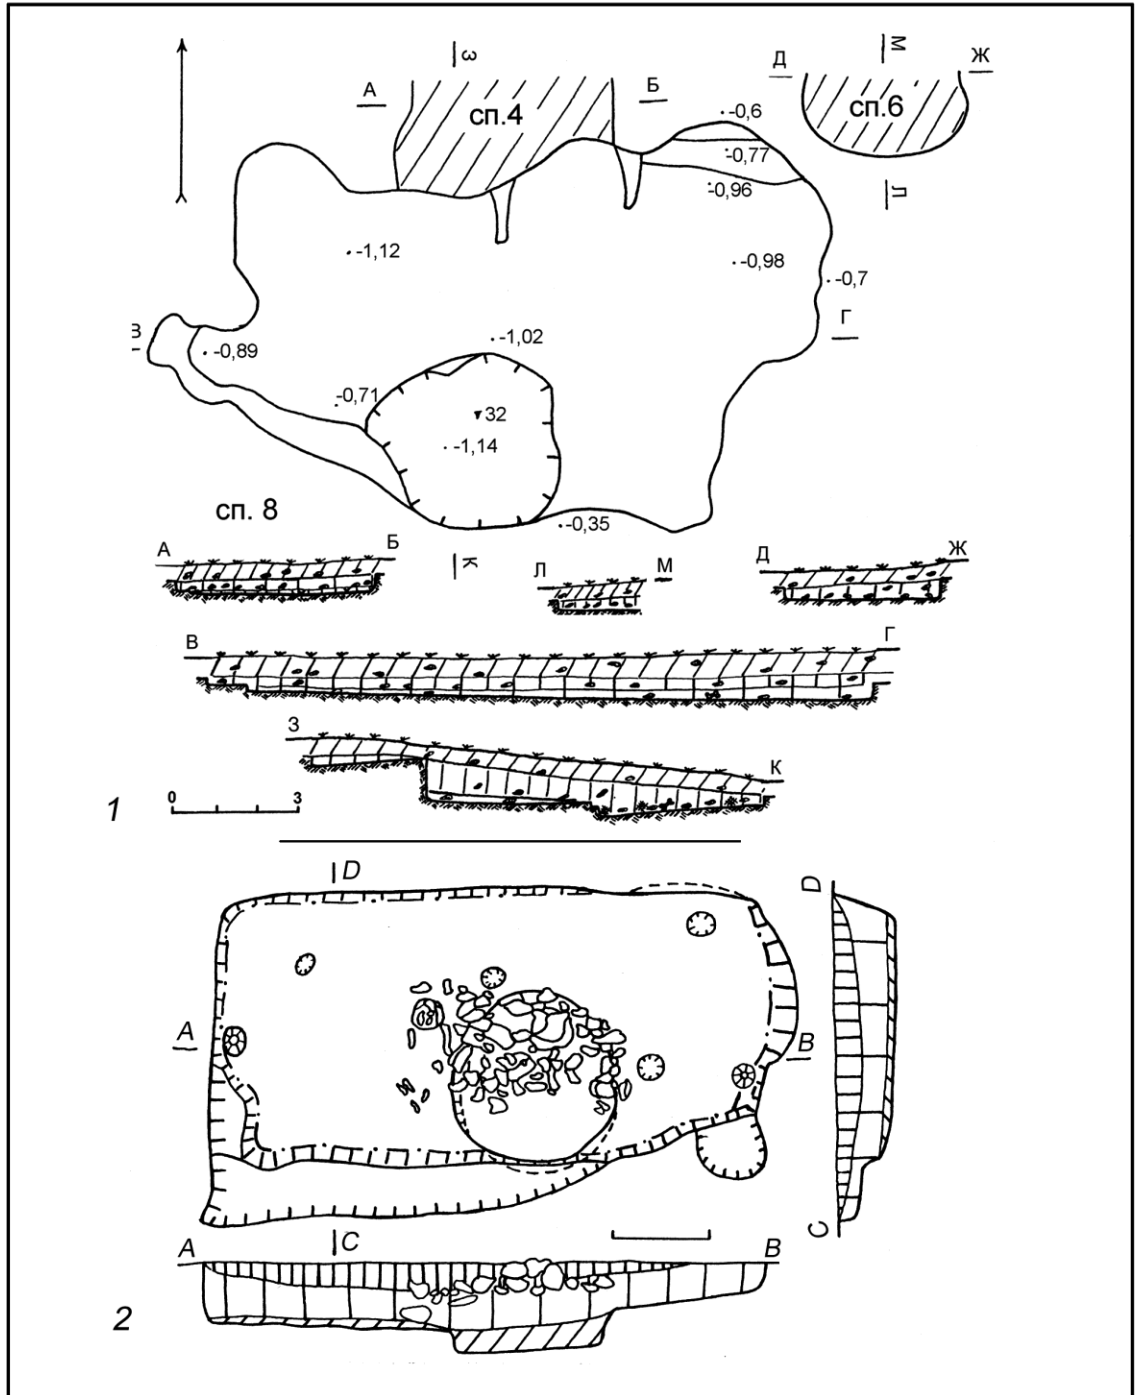 З
М
А
Б
Д
Ж
сп.4
сп.6
-0,6
-0,77
-0,96
П
-1,12
-0,98
-0,7
В
Г
-0,89
-1,02
-0,71
32
-1,14
сп. 8
-0,35
К
А
Б
Л
М
Д
Ж
В
Г
З
К
1
0
3
D
D
A
B
C
C
A
B
2